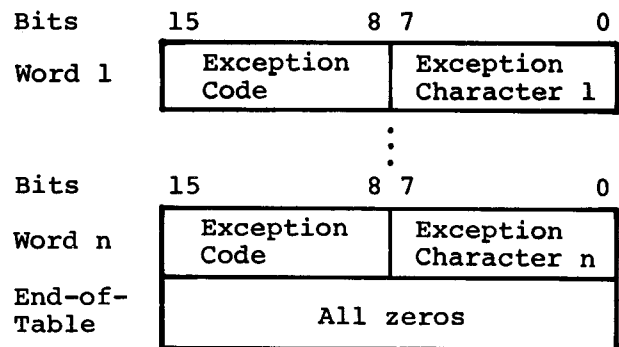 Bits 15 8 7 0
Word 1 Exception Code Exception Character 1
Bits 15 8 7 0
Word n Exception Code Exception Character n
End-of-Table All zeros